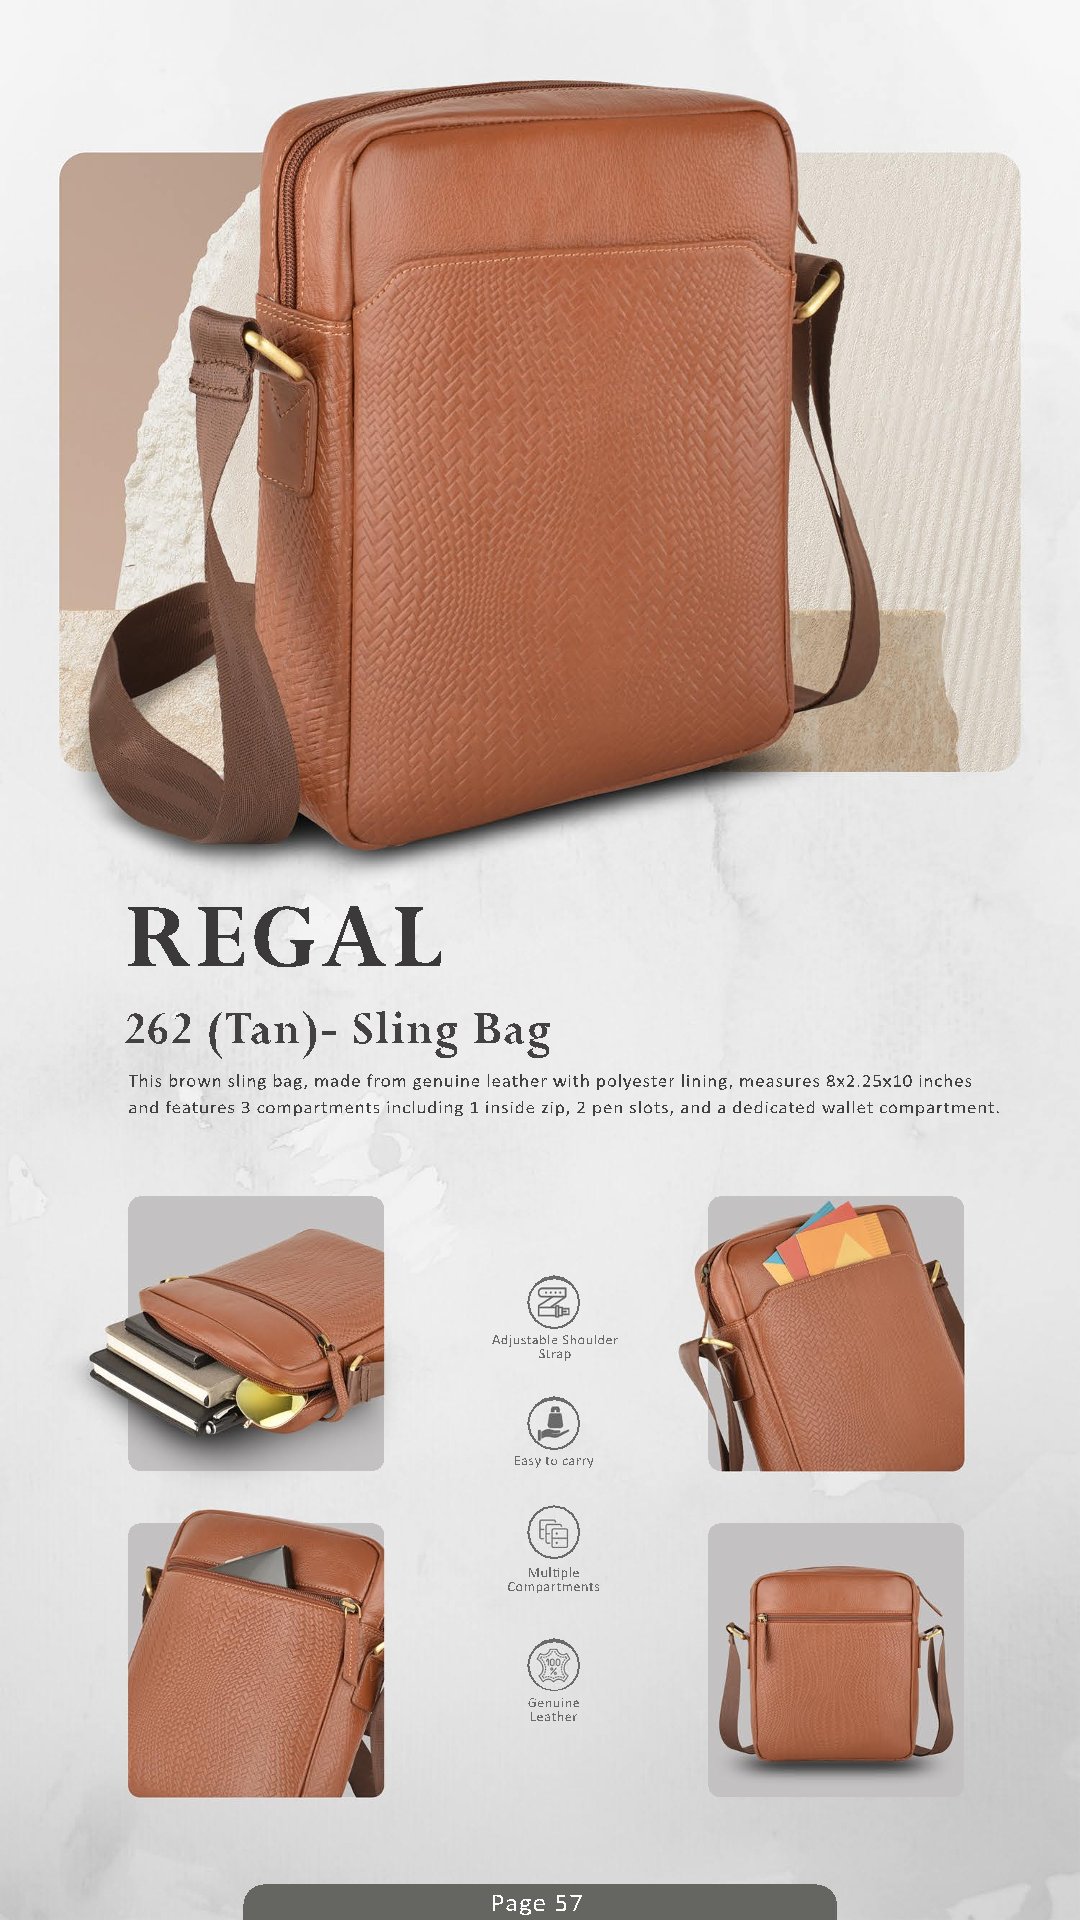 REGAL
262 (Tan)- Sling Bag
This brown sling bag, made from genuine leather with polyester lining, measures 8x2.25x10 inches
and features 3 compartments including 1 inside zip, 2 pen slots, and a dedicated wallet compartment.
Adjustable Shoulder
Strap
Easy to carry
Multiple
Compartments
100
%
Genuine
Leather
Page 57